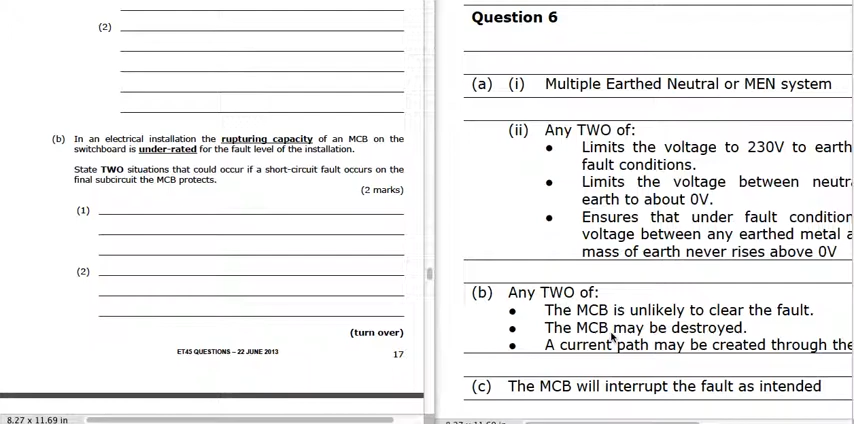 (2)
(b) In an electrical installation the rupturing capacity of an MCB on the
switchboard is under-rated for the fault level of the installation.
State TWO situations that could occur if a short-circuit fault occurs on the
final subcircuit the MCB protects.
(2 marks)
(1)
(2)
(turn over)
ET45 QUESTIONS – 22 JUNE 2013
17
8.27 x 11.69 in
Question 6
(a) (i) Multiple Earthed Neutral or MEN system
(ii) Any TWO of:
• Limits the voltage to 230V to earth
fault conditions.
• Limits the voltage between neutr
earth to about 0V.
• Ensures that under fault condition
voltage between any earthed metal a
mass of earth never rises above 0V
(b) Any TWO of:
• The MCB is unlikely to clear the fault.
• The MCB may be destroyed.
• A current path may be created through the
(c) The MCB will interrupt the fault as intended